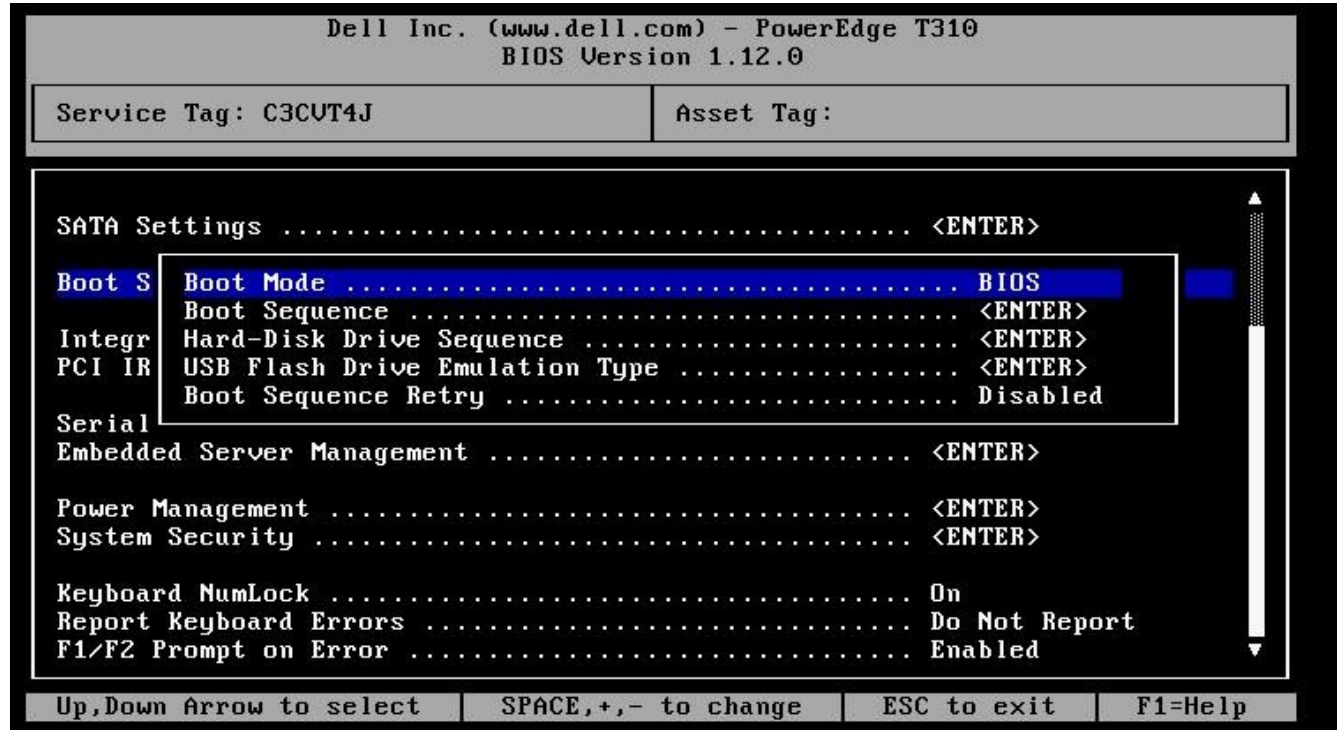 Dell Inc. (www.dell.com) - PowerEdge T310
BIOS Version 1.12.0
Service Tag: C3CVT4J
Asset Tag:
SATA Settings ........................................ <ENTER>
Boot S
Boot Mode ....................................... BIOS
Boot Sequence ................................... <ENTER>
Hard-Disk Drive Sequence ........................ <ENTER>
USB Flash Drive Emulation Type .................. <ENTER>
Boot Sequence Retry ............................. Disabled
Integr
PCI IR
Serial
Embedded Server Management ........................... <ENTER>
Power Management ..................................... <ENTER>
System Security ...................................... <ENTER>
Keyboard NumLock ..................................... On
Report Keyboard Errors ............................... Do Not Report
F1/F2 Prompt on Error ................................ Enabled
Up,Down Arrow to select
SPACE,+,- to change
ESC to exit
F1=Help